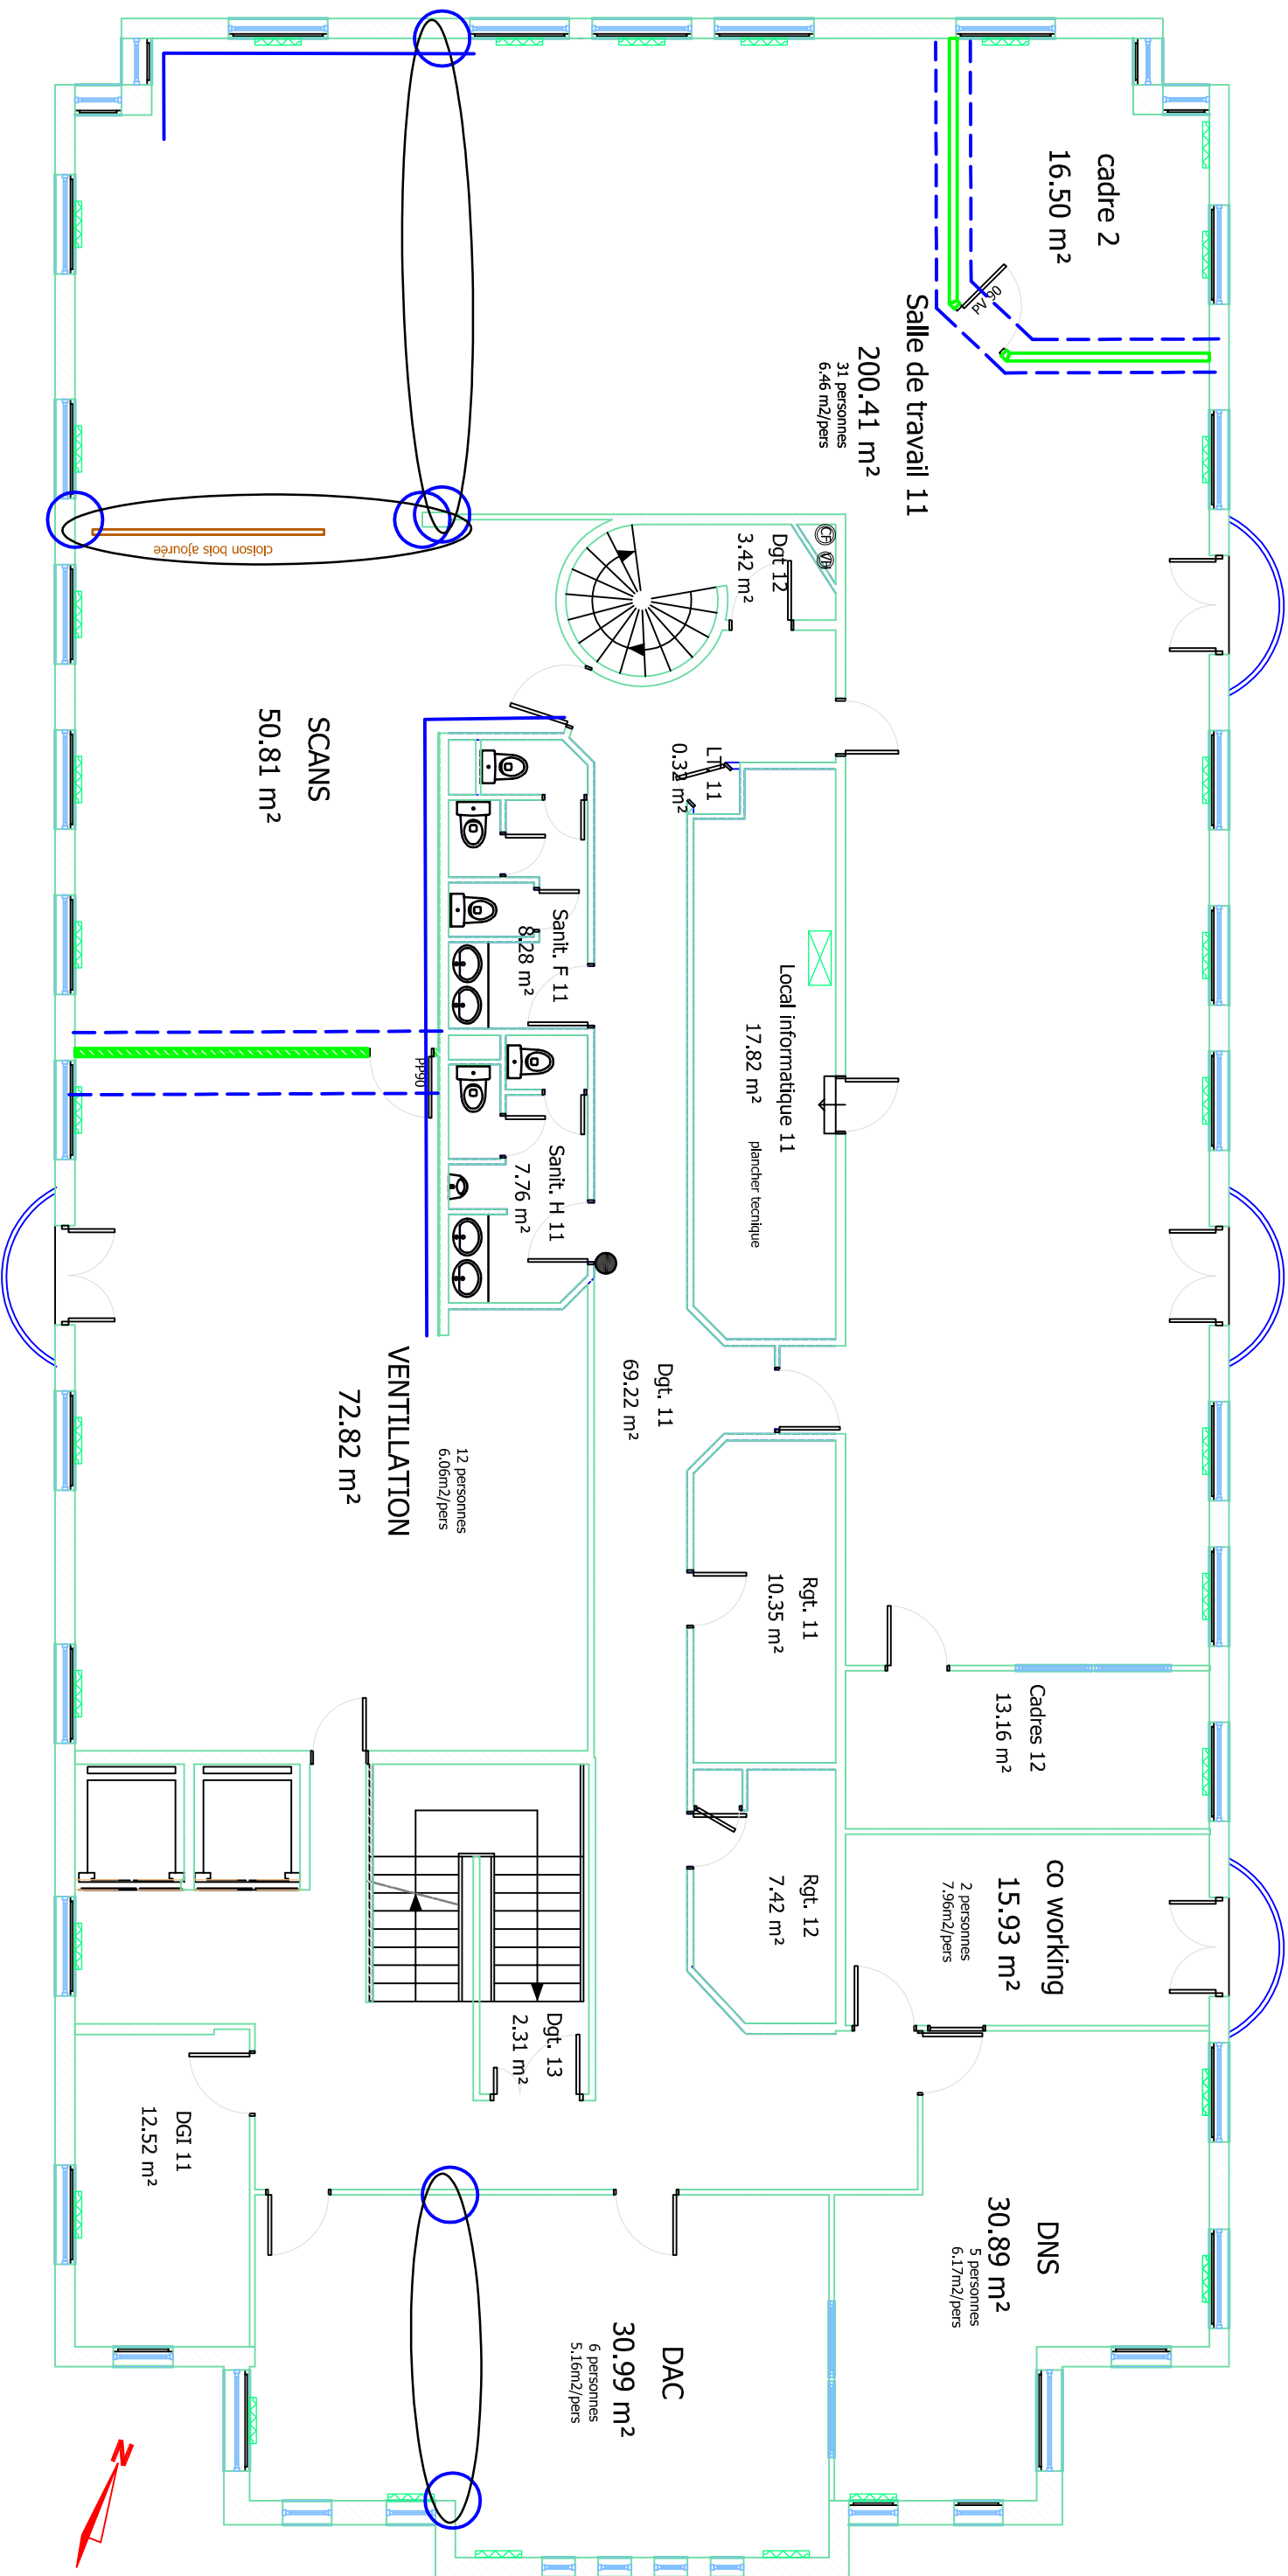 cadre 2
16.50 m²
PV 90
Salle de travail 11
200.41 m²
31 personnes
6.46 m2/pers
cloison bois ajourée
Dgt 12
3.42 m²
CF
SCANS
50.81 m²
LT 11
0.32 m²
Sanit. F 11
8.28 m²
Local informatique 11
17.82 m²
plancher tecnique
PP90
Sanit. H 11
7.76 m²
Dgt. 11
69.22 m²
VENTILLATION
72.82 m²
12 personnes
6.06m2/pers
Rgt. 11
10.35 m²
Cadres 12
13.16 m²
Rgt. 12
7.42 m²
co working
15.93 m²
2 personnes
7.96m2/pers
Dgt. 13
2.31 m²
DGI 11
12.52 m²
DNS
30.89 m²
5 personnes
6.17m2/pers
DAC
30.99 m²
6 personnes
5.16m2/pers
N